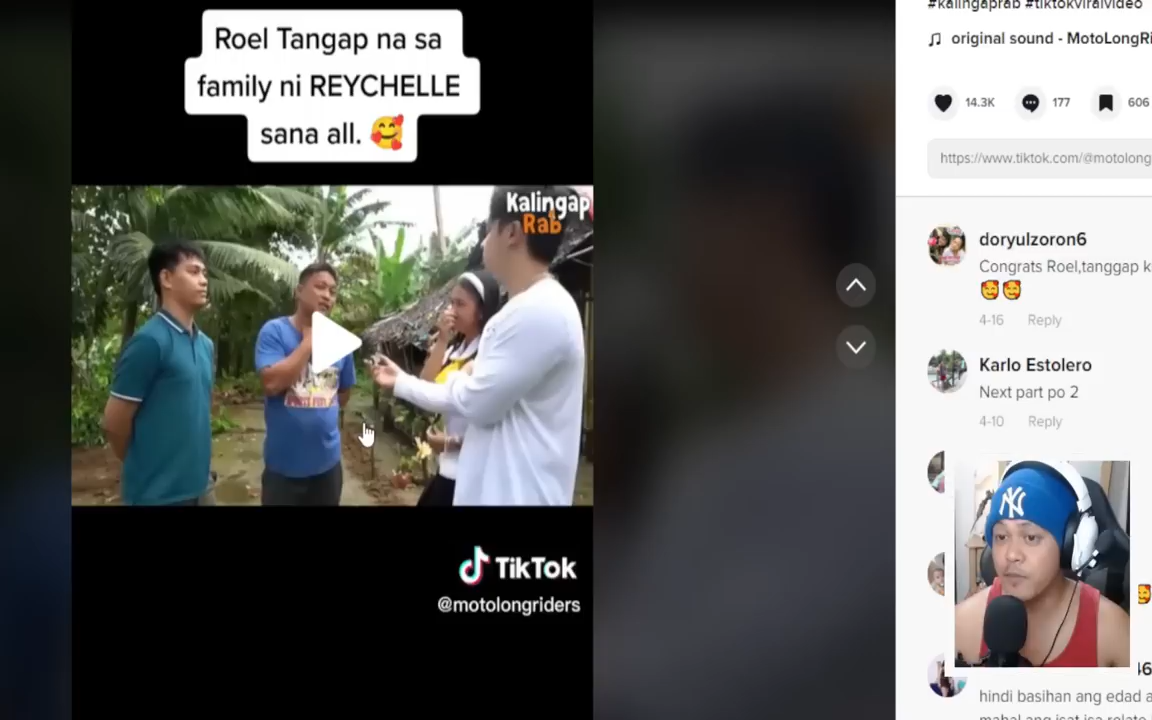 Roel Tangap na sa
family ni REYCHELLE
sana all. 🥰
Kalingap
Rab
TikTok
@motolongriders
#kalingaprab #tiktokviralvideo
original sound - MotoLongRi
14.3K
177
606
https://www.tiktok.com/@motolong
doryulzoron6
Congrats Roel,tanggap k
🥰🥰
4-16 Reply
Karlo Estolero
Next part po 2
4-10 Reply
NY
hindi basihan ang edad a